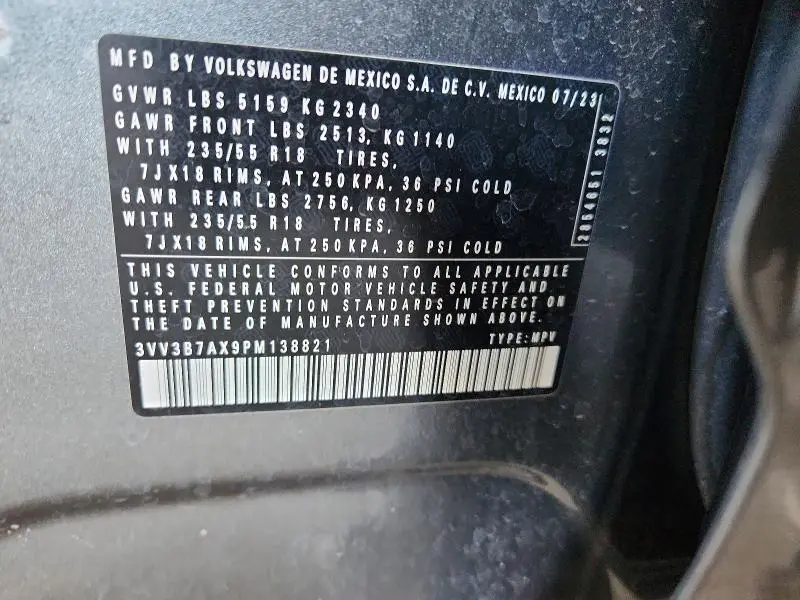 MFD BY VOLKSWAGEN DE MEXICO S.A. DE C.V. MEXICO 07/23
GVWR LBS 5159 KG 2340
GAWR FRONT LBS 2513, KG 1140
WITH 235/55 R18 TIRES,
7JX18 RIMS, AT 250 KPA, 36 PSI COLD
GAWR REAR LBS 2756, KG 1250
WITH 235/55 R18 TIRES,
7JX18 RIMS, AT 250 KPA, 36 PSI COLD
THIS VEHICLE CONFORMS TO ALL APPLICABLE
U.S. FEDERAL MOTOR VEHICLE SAFETY AND
THEFT PREVENTION STANDARDS IN EFFECT ON
THE DATE OF MANUFACTURE SHOWN ABOVE.
3VV3B7AX9PM138821 TYPE: MPV
2054651 3832